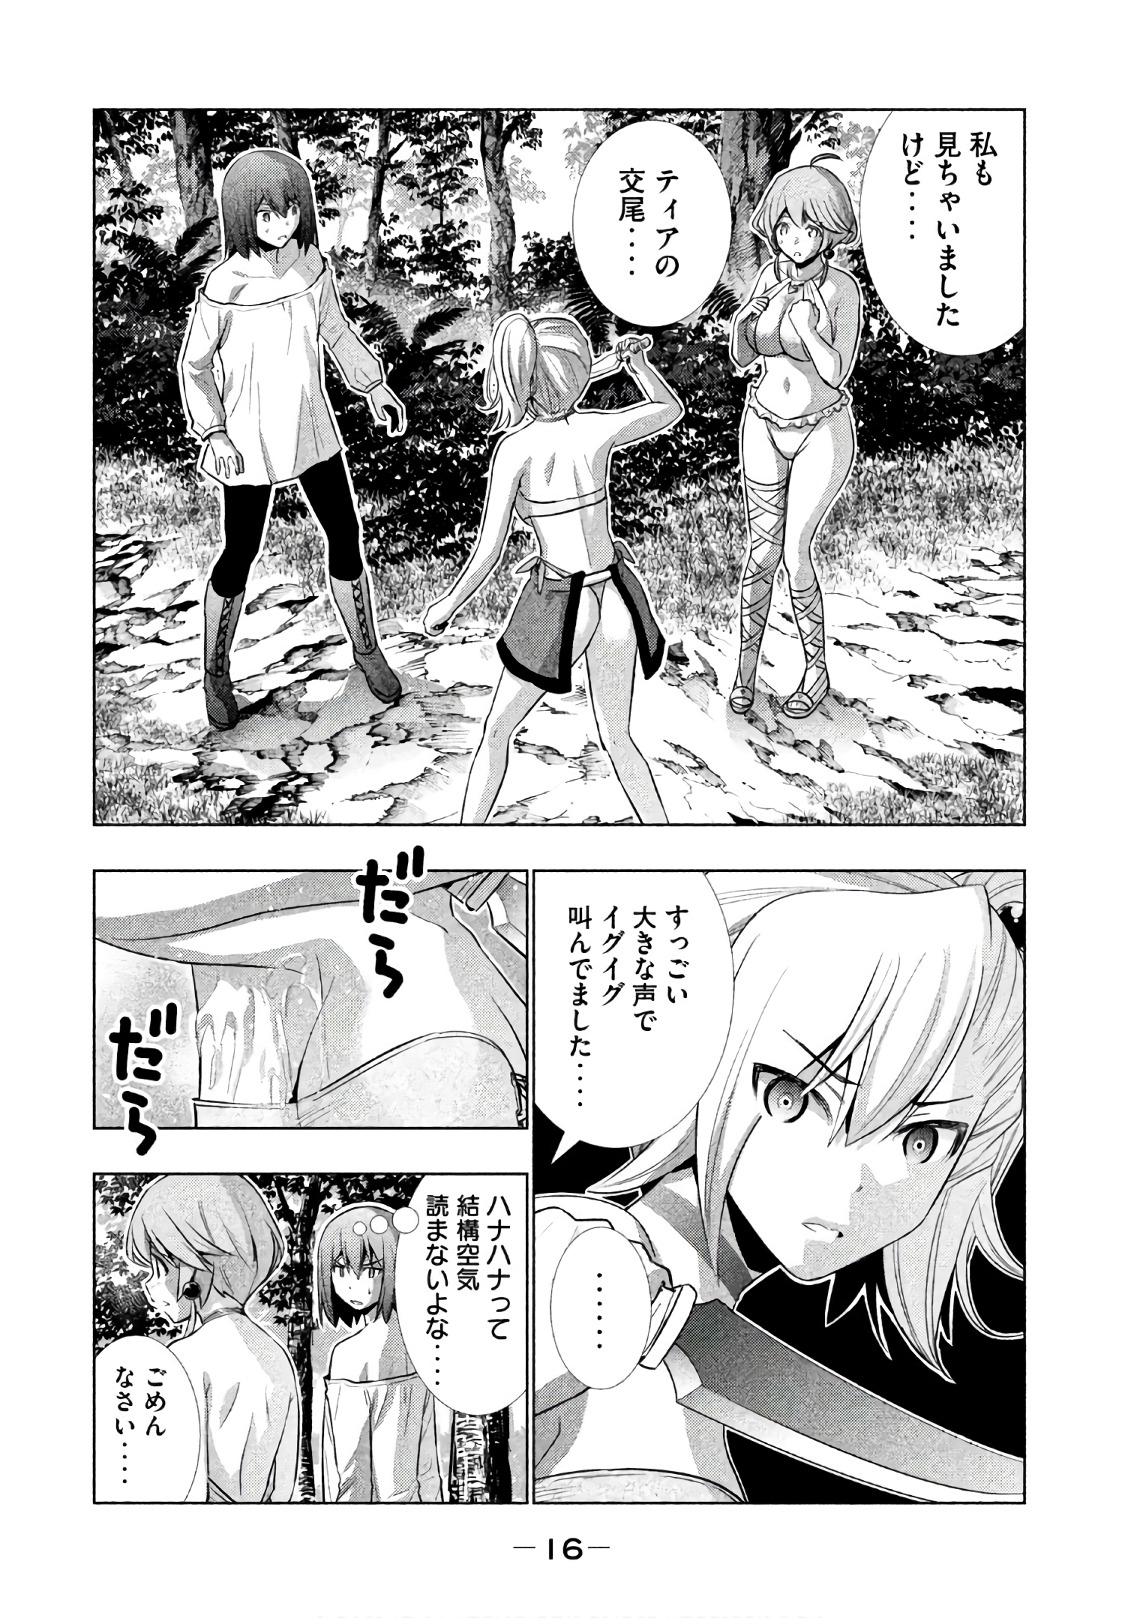 私も
見ちゃいました
けど‥‥
ティアの
交尾‥‥
すっごい
大きな声で
イグイグ
叫んでました‥‥
‥‥‥
だら
だら
ハナハナって
結構空気
読まないよな‥‥
ごめん
なさい‥‥
－16－